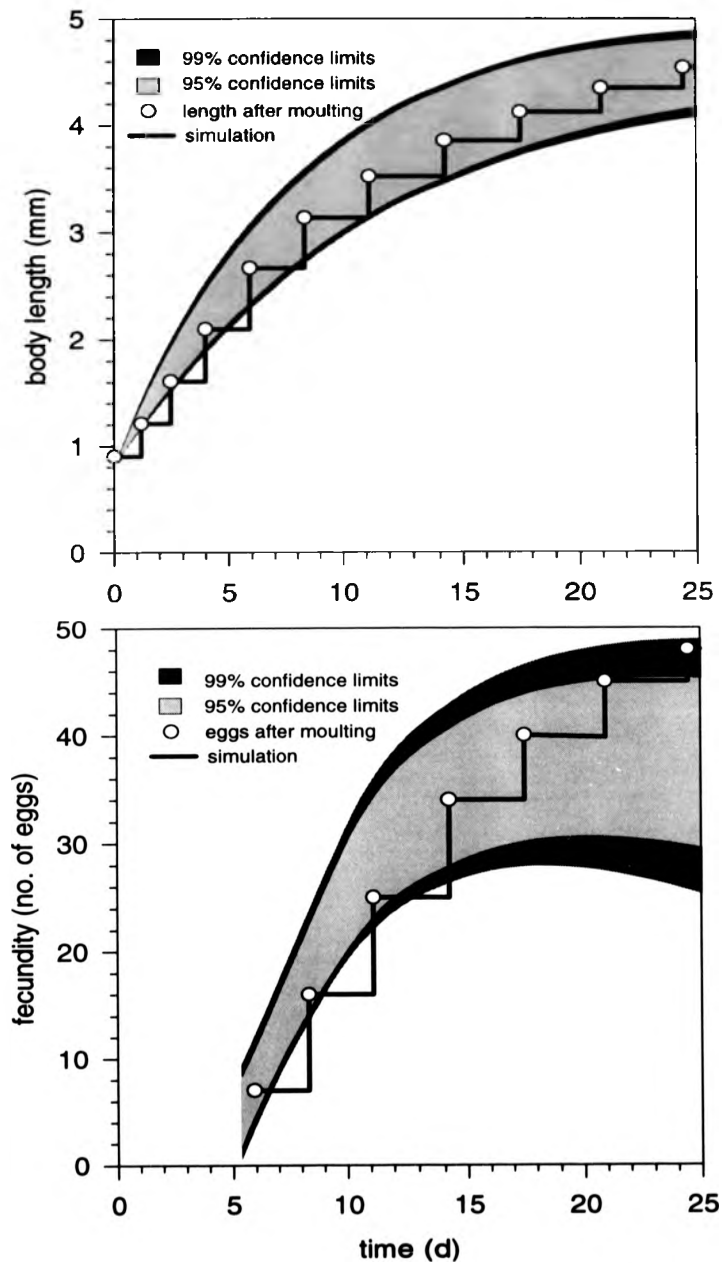 5
4
3
2
1
0
body length (mm)
99% confidence limits
95% confidence limits
length after moulting
simulation
0 5 10 15 20 25
50
40
30
20
10
0
fecundity (no. of eggs)
99% confidence limits
95% confidence limits
eggs after moulting
simulation
0 5 10 15 20 25
time (d)